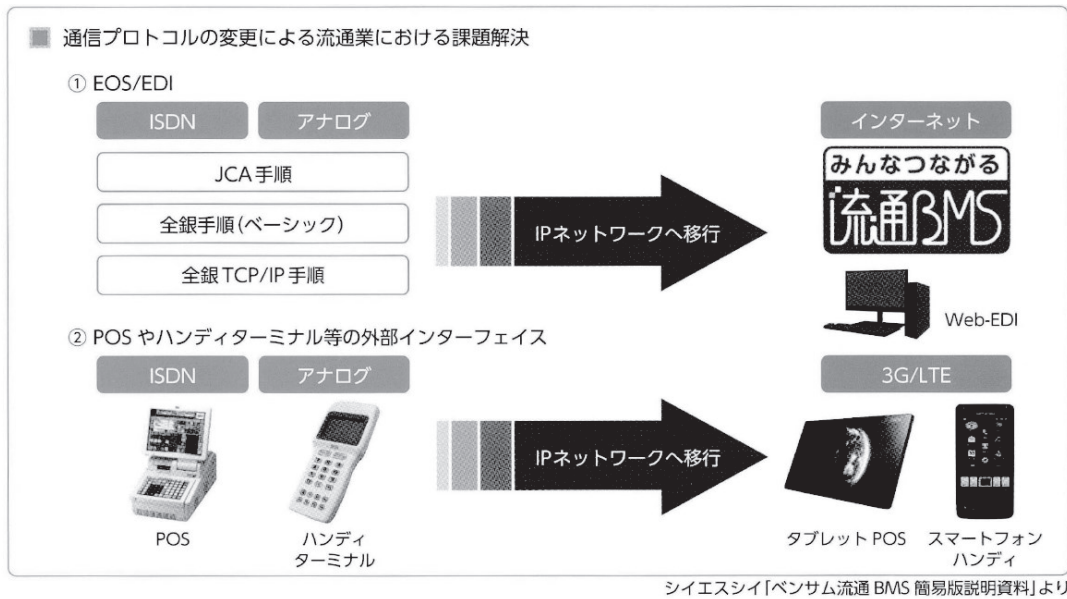 通信プロトコルの変更による流通業における課題解決
① EOS/EDI
ISDN
アナログ
インターネット
JCA手順
全銀手順(ベーシック)
全銀TCP/IP手順
IPネットワークへ移行
みんなつながる
流通BMS
Web-EDI
② POSやハンディターミナル等の外部インターフェイス
ISDN
アナログ
3G/LTE
IPネットワークへ移行
POS
ハンディ
ターミナル
タブレットPOS
スマートフォン
ハンディ
シイエスシイ「ベンサム流通BMS簡易版説明資料」より